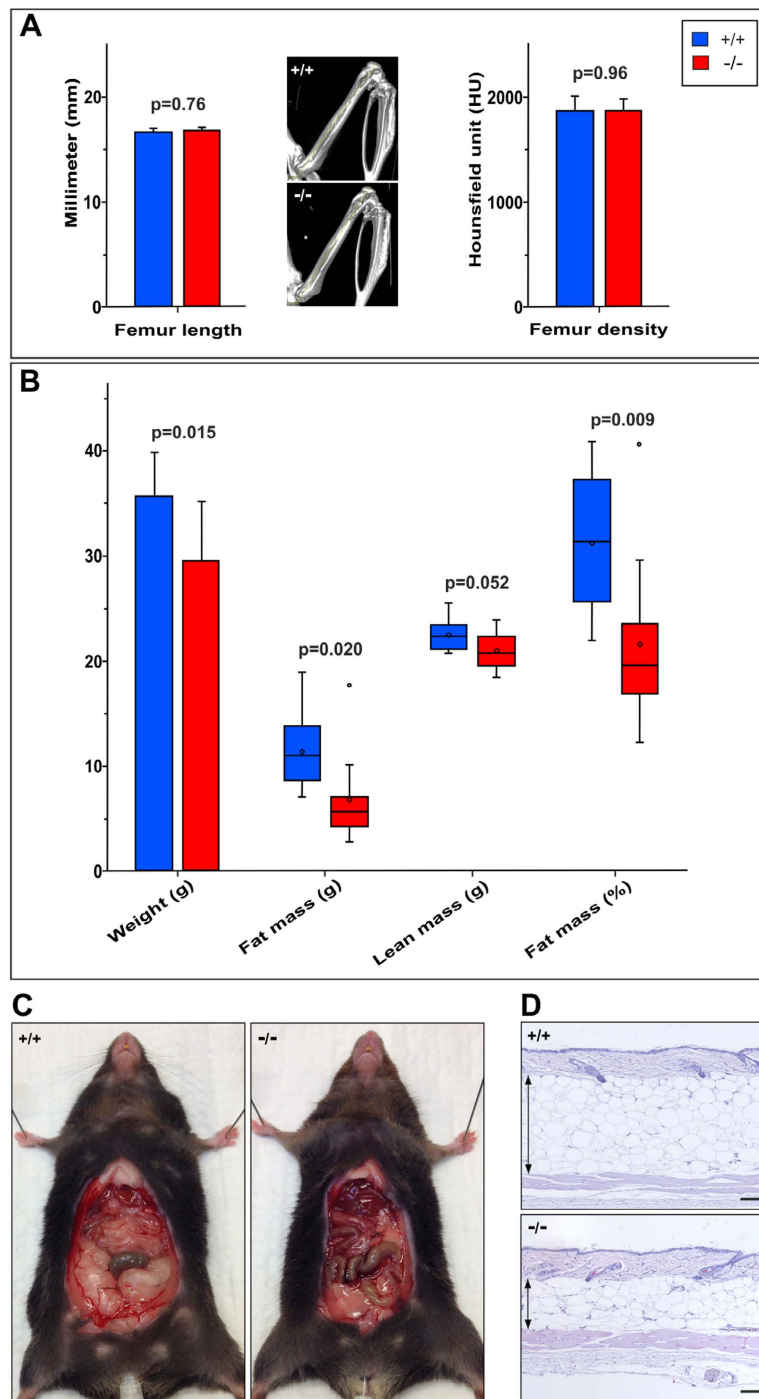 A
+/+
-/-
Millimeter (mm)
20
10
0
p=0.76
Femur length
+/+
-/-
Hounsfield unit (HU)
2000
1000
0
p=0.96
Femur density
B
40
30
20
10
0
p=0.015
p=0.020
p=0.052
p=0.009
Weight (g)
Fat mass (g)
Lean mass (g)
Fat mass (%)
C
+/+
-/-
D
+/+
-/-